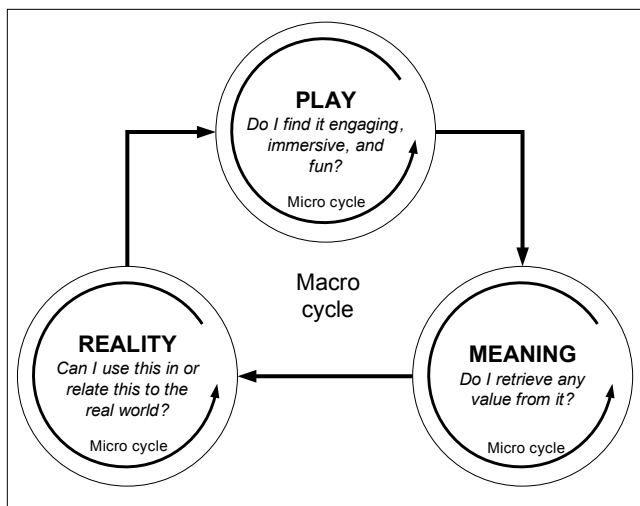 PLAY
Do I find it engaging,
immersive, and
fun?
Micro cycle
Macro
cycle
REALITY
Can I use this in or
relate this to the
real world?
Micro cycle
MEANING
Do I retrieve any
value from it?
Micro cycle